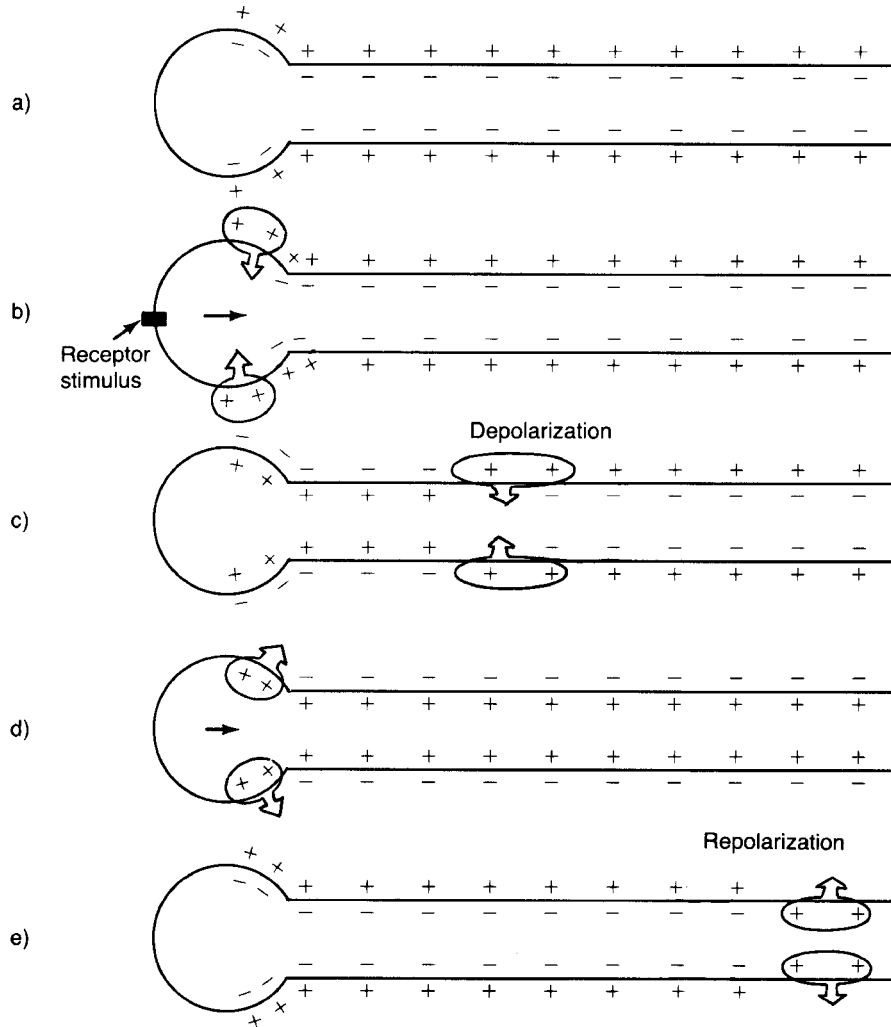 a)
b)
Receptor
stimulus
Depolarization
c)
d)
Repolarization
e)